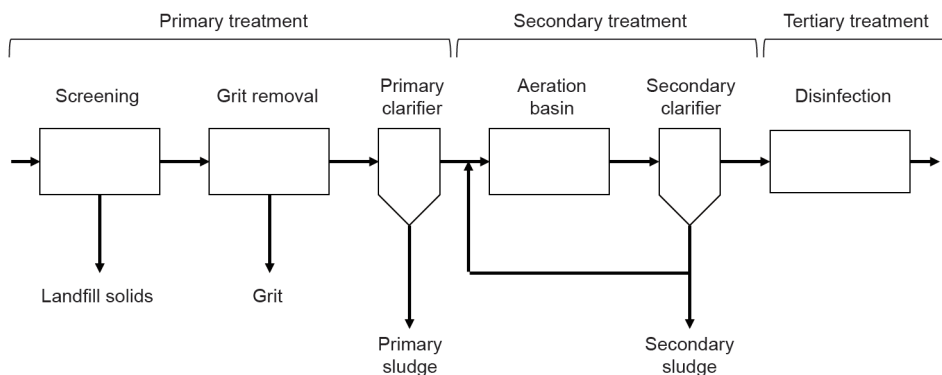 Primary treatment
Secondary treatment
Tertiary treatment
Screening
Grit removal
Primary
clarifier
Aeration
basin
Secondary
clarifier
Disinfection
Landfill solids
Grit
Primary
sludge
Secondary
sludge